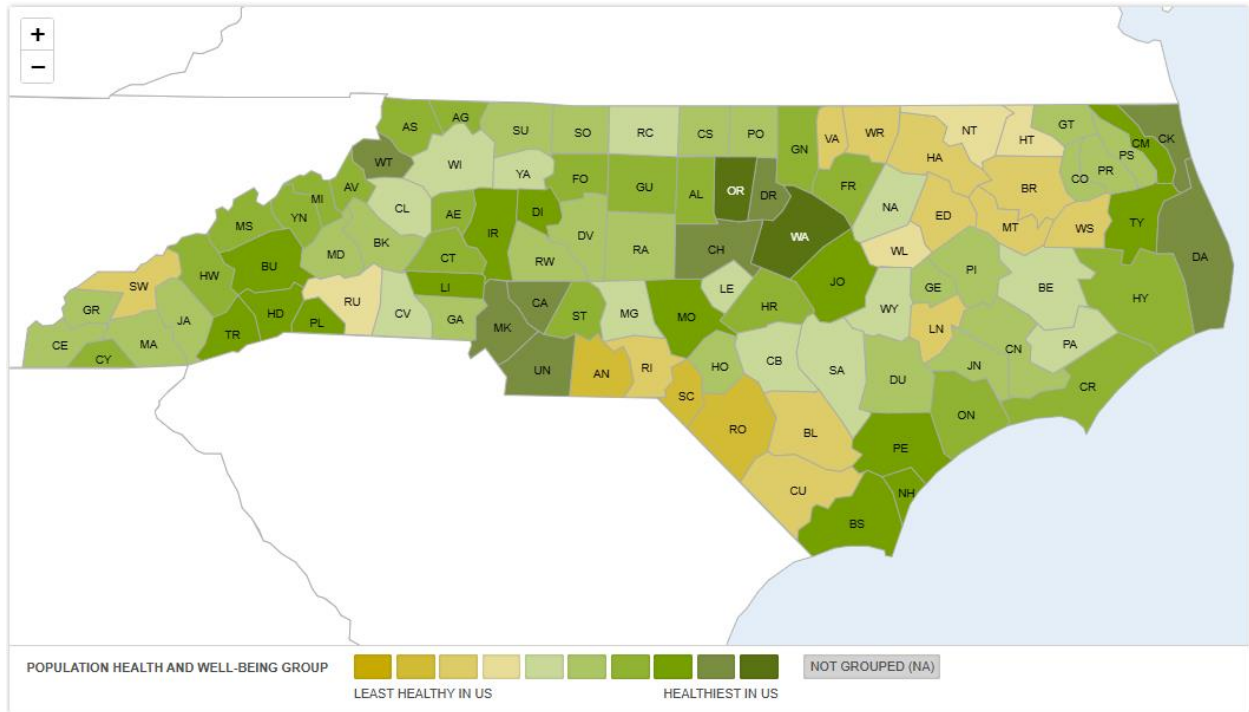 +
−
AS AG SU SO RC CS PO GN VA WR HA NT HT GT CM CK
WT WI YA FO GU AL OR DR FR NA BR CO PR PS
AV MI YN MS CL AE IR DI WA ED MT WS TY
BU MD BK CT RW DV RA CH WL DA
SW HW LI LE JO PI BE HY
GR JA HD PL RU CV GA CA ST MG MO HR WY GE
CE CY MA TR MK UN HO CB SA LN CN PA
AN RI SC DU JN CR
RO BL ON
PE
CU NH
BS
POPULATION HEALTH AND WELL-BEING GROUP
LEAST HEALTHY IN US
HEALTHIEST IN US
NOT GROUPED (NA)